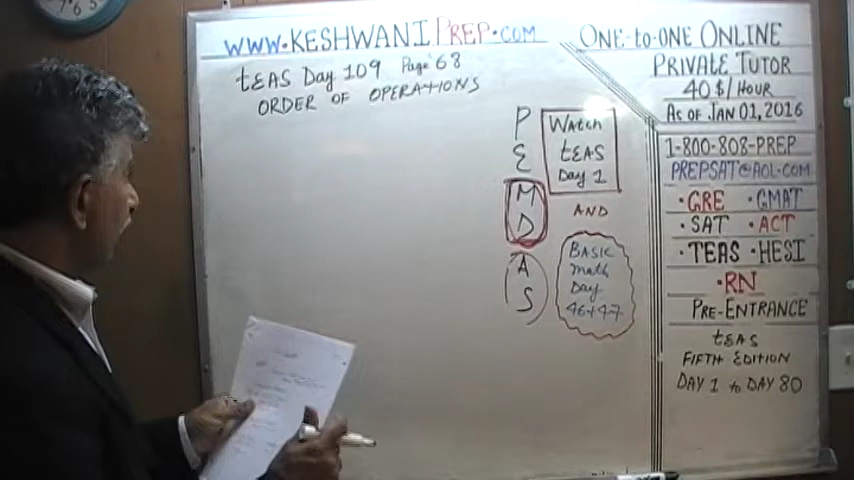 WWW.KESHWANIPREP.COM
tEAS Day 109 Page 68
ORDER OF OPERATIONS
P
E
M
D
A
S
Watch
tEAS
Day 1
AND
BASIC
math
Day
46+47
ONE-to-ONE ONLINE
PRIVATE TUTOR
40 $/HOUR
AS OF JAN 01, 2016
1-800-808-PREP
PREPSAT@AOL.COM
•GRE •GMAT
•SAT •ACT
•TEAS •HESI
•RN
PRE-ENTRANCE
tEAS
FIFTH EDITION
DAY 1 to DAY 80